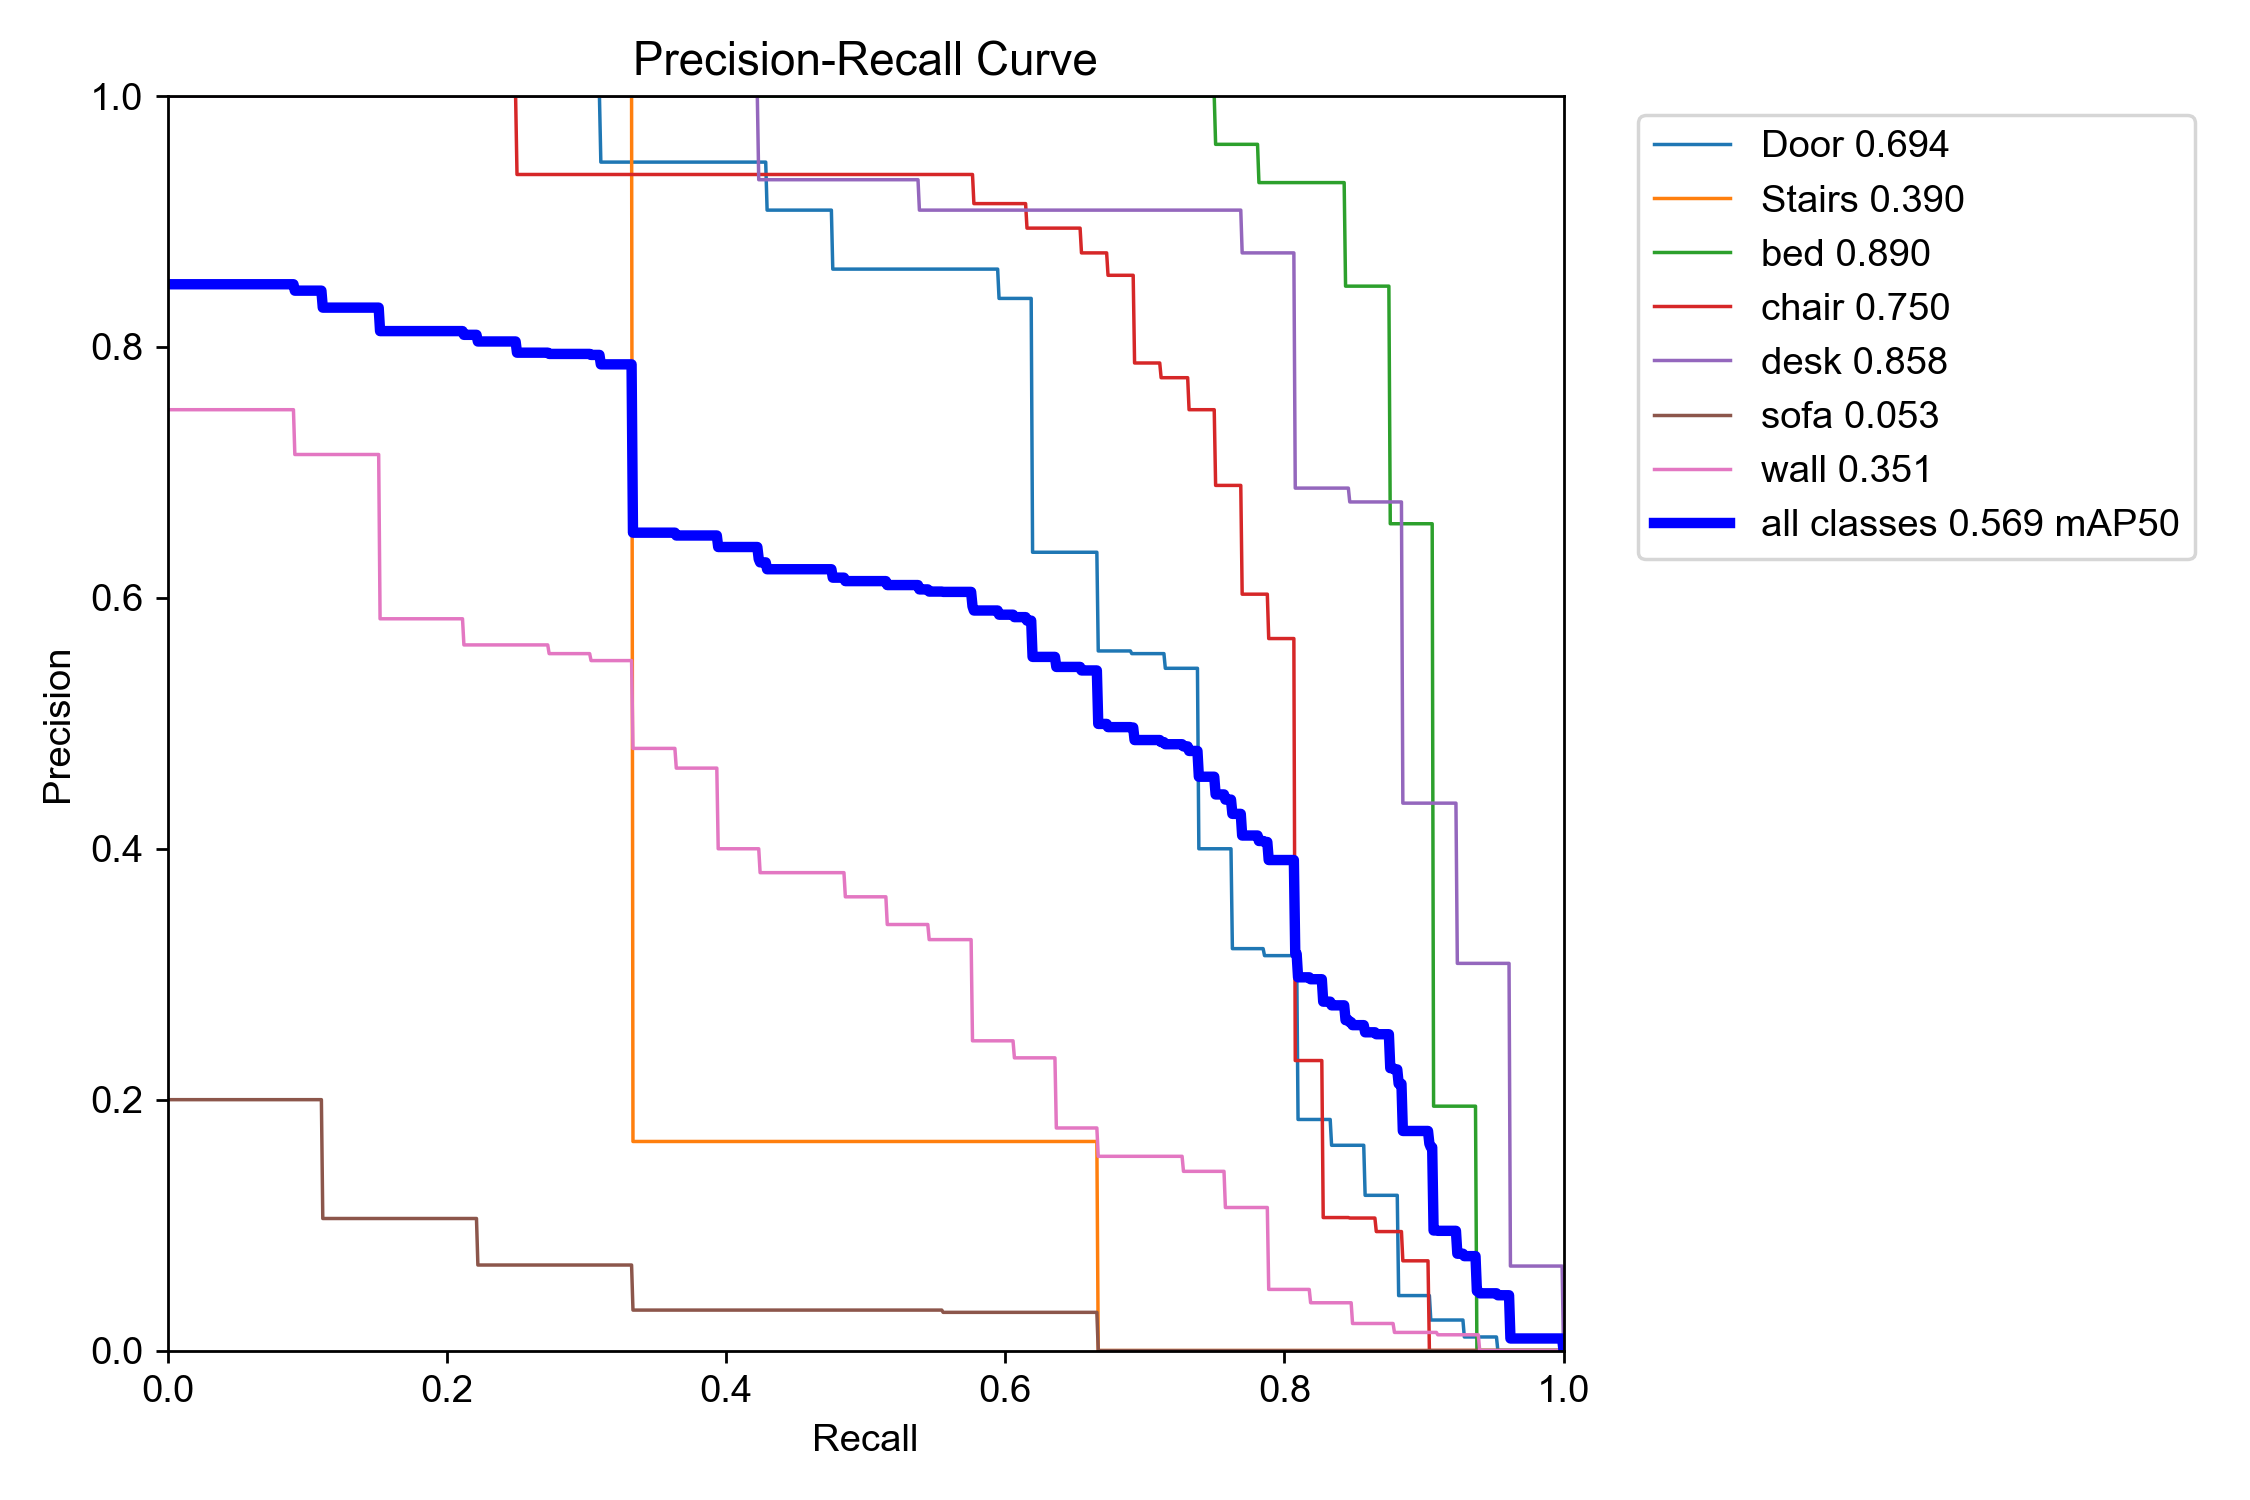 Precision-Recall Curve
1.0
0.8
0.6
0.4
0.2
0.0
Precision
0.0 0.2 0.4 0.6 0.8 1.0
Recall
Door 0.694
Stairs 0.390
bed 0.890
chair 0.750
desk 0.858
sofa 0.053
wall 0.351
all classes 0.569 mAP50